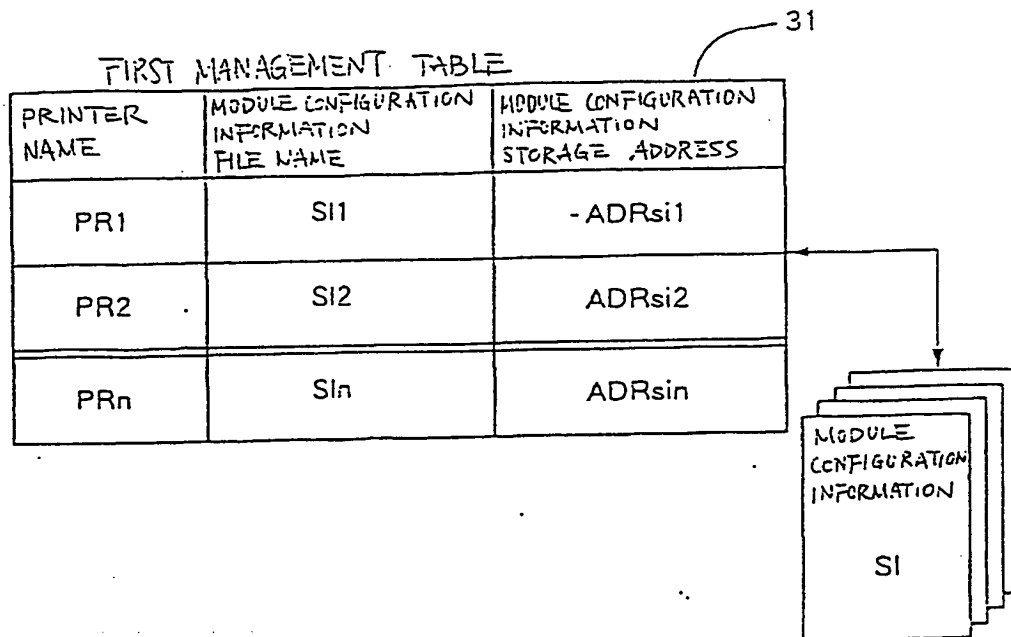 31
FIRST MANAGEMENT TABLE
PRINTER
NAME
MODULE CONFIGURATION
INFORMATION
FILE NAME
MODULE CONFIGURATION
INFORMATION
STORAGE ADDRESS
PR1
SI1
-ADRsi1
PR2
SI2
ADRsi2
PRn
SIn
ADRsin
MODULE
CONFIGURATION
INFORMATION
SI